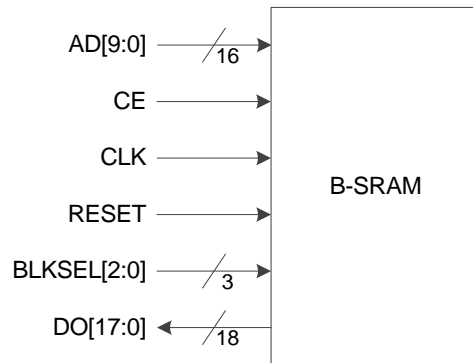 AD[9:0] 16
CE
CLK
RESET
B-SRAM
BLKSEL[2:0] 3
DO[17:0] 18